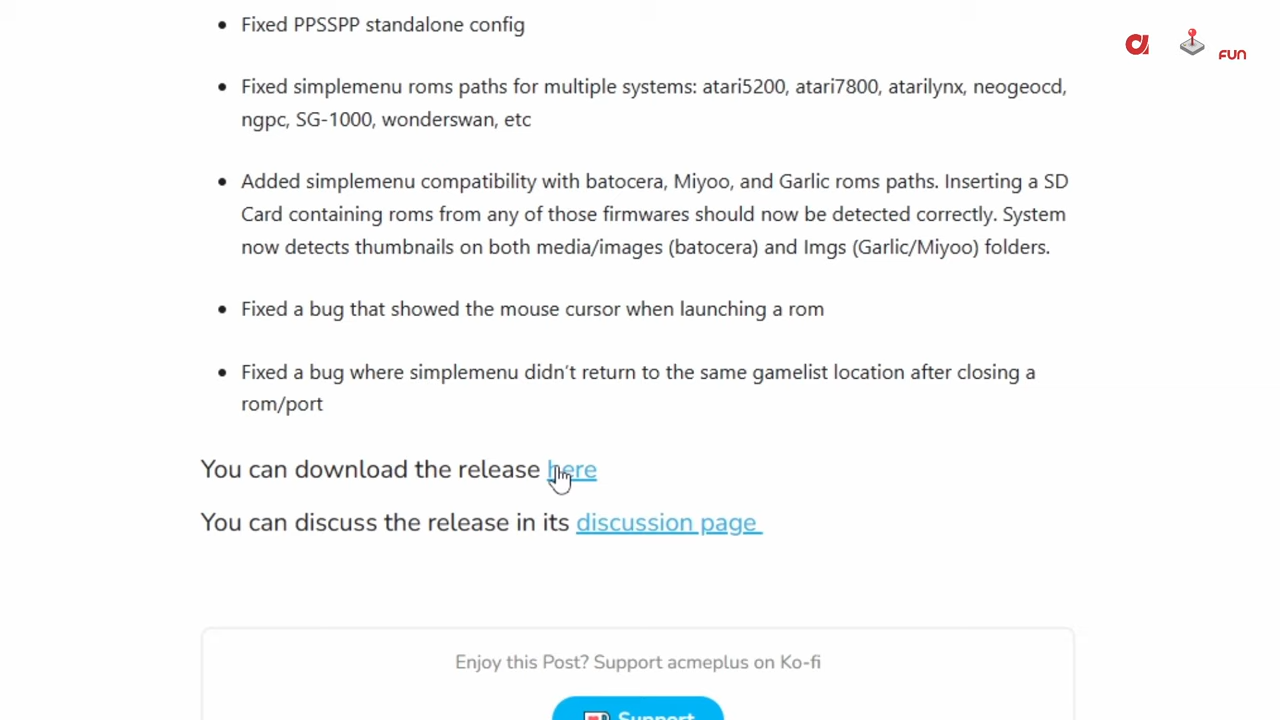 Fixed PPSSPP standalone config
FUN
Fixed simplemenu roms paths for multiple systems: atari5200, atari7800, atarilynx, neogeocd,
ngpc, SG-1000, wonderswan, etc
Added simplemenu compatibility with batocera, Miyoo, and Garlic roms paths. Inserting a SD
Card containing roms from any of those firmwares should now be detected correctly. System
now detects thumbnails on both media/images (batocera) and Imgs (Garlic/Miyoo) folders.
Fixed a bug that showed the mouse cursor when launching a rom
Fixed a bug where simplemenu didn't return to the same gamelist location after closing a
rom/port
You can download the release here
You can discuss the release in its discussion page
Enjoy this Post? Support acmeplus on Ko-fi
Support